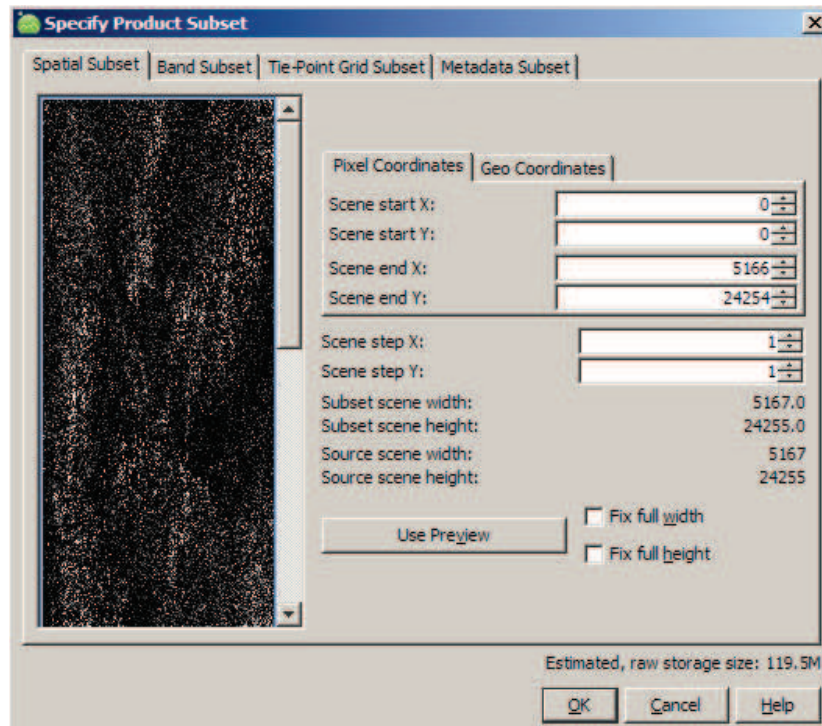 Specify Product Subset
Spatial Subset Band Subset Tie-Point Grid Subset Metadata Subset
Pixel Coordinates Geo Coordinates
Scene start X: 0
Scene start Y: 0
Scene end X: 5166
Scene end Y: 24254
Scene step X: 1
Scene step Y: 1
Subset scene width: 5167.0
Subset scene height: 24255.0
Source scene width: 5167
Source scene height: 24255
Use Preview
Fix full width
Fix full height
Estimated, raw storage size: 119.5M
OK Cancel Help